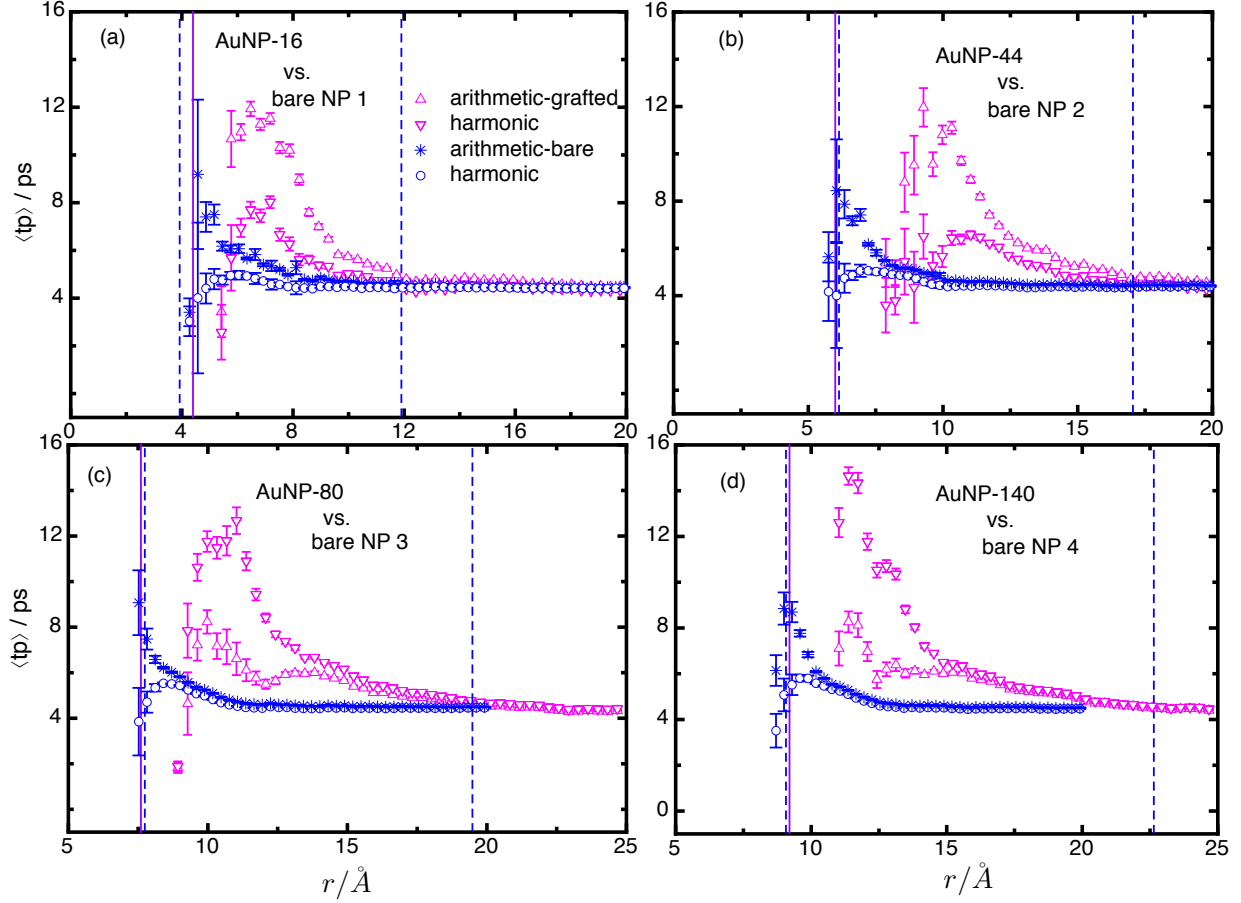 16
12
8
4
⟨tp⟩ / ps
(a)
AuNP-16
vs.
bare NP 1
arithmetic-grafted
harmonic
arithmetic-bare
harmonic
0
4
8
12
16
20
16
12
8
4
(b)
AuNP-44
vs.
bare NP 2
0
5
10
15
20
16
12
8
4
⟨tp⟩ / ps
(c)
AuNP-80
vs.
bare NP 3
5
10
15
20
25
r/Å
16
12
8
4
0
(d)
AuNP-140
vs.
bare NP 4
5
10
15
20
25
r/Å